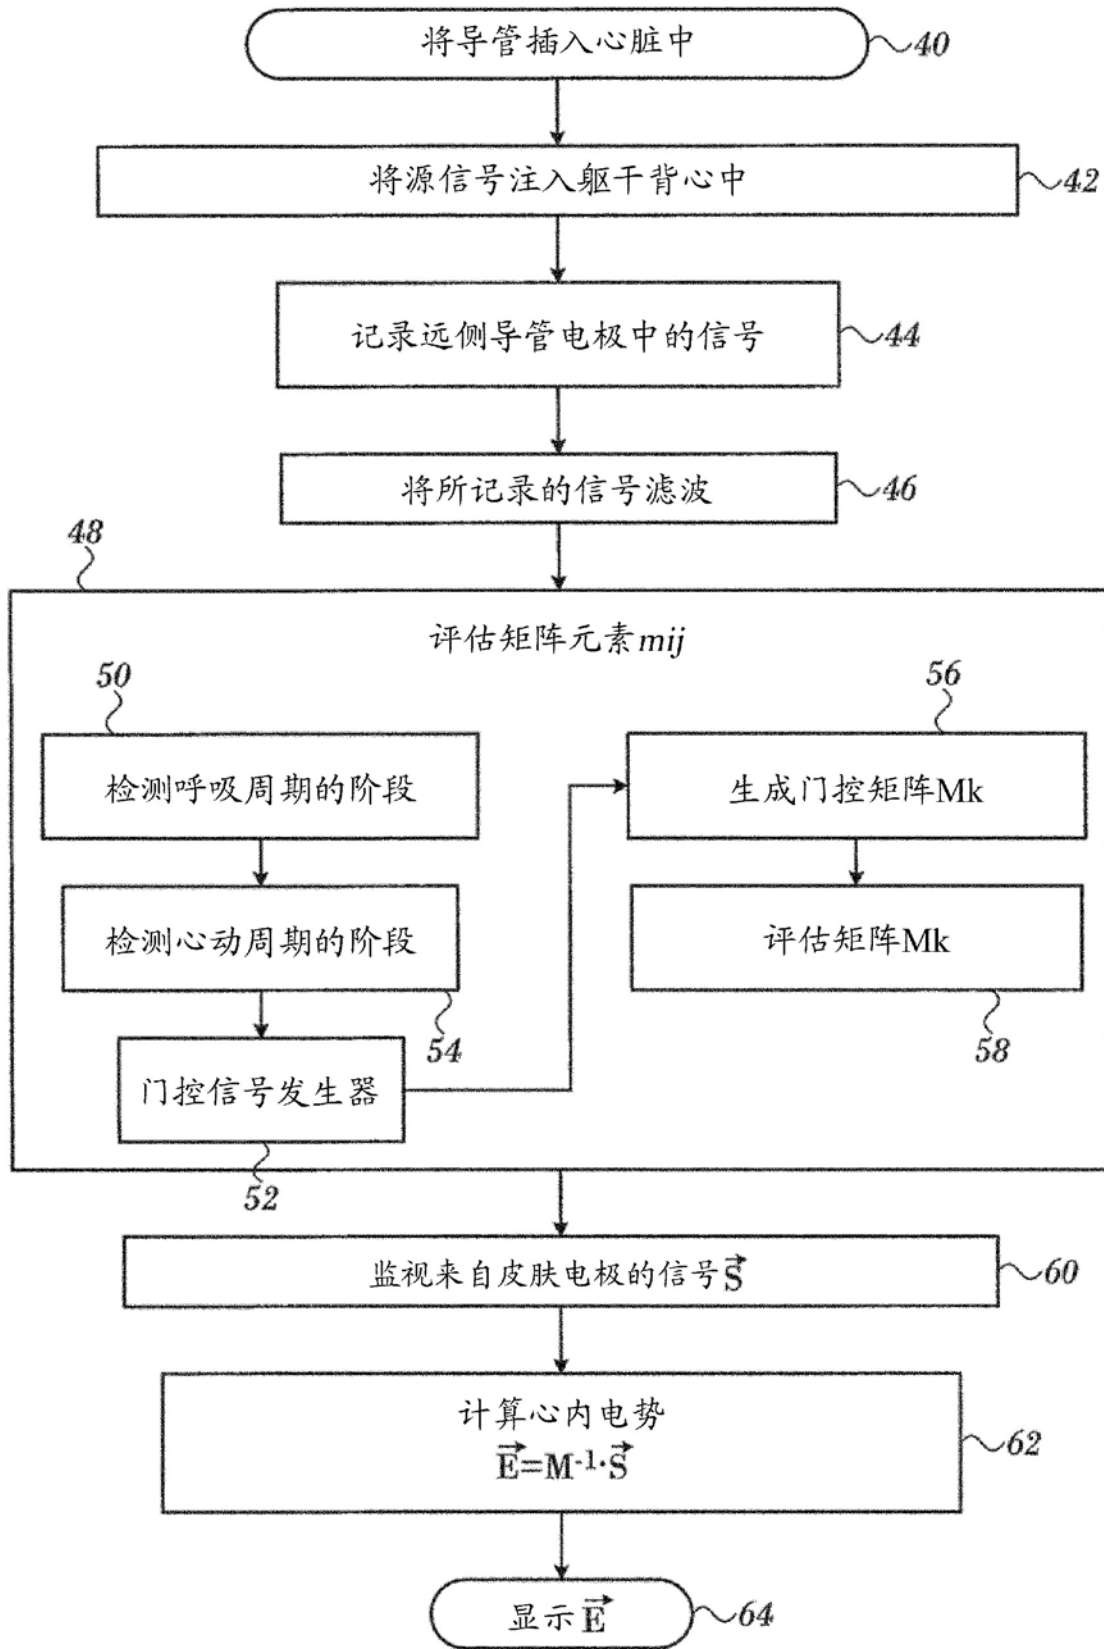 将导管插入心脏中
40
将源信号注入躯干背心中
42
记录远侧导管电极中的信号
44
将所记录的信号滤波
46
48
评估矩阵元素mij
50
检测呼吸周期的阶段
检测心动周期的阶段
54
门控信号发生器
52
56
生成门控矩阵Mk
评估矩阵Mk
58
监视来自皮肤电极的信号S⃗
60
计算心内电势
E⃗=M⁻¹·S⃗
62
显示 E⃗
64